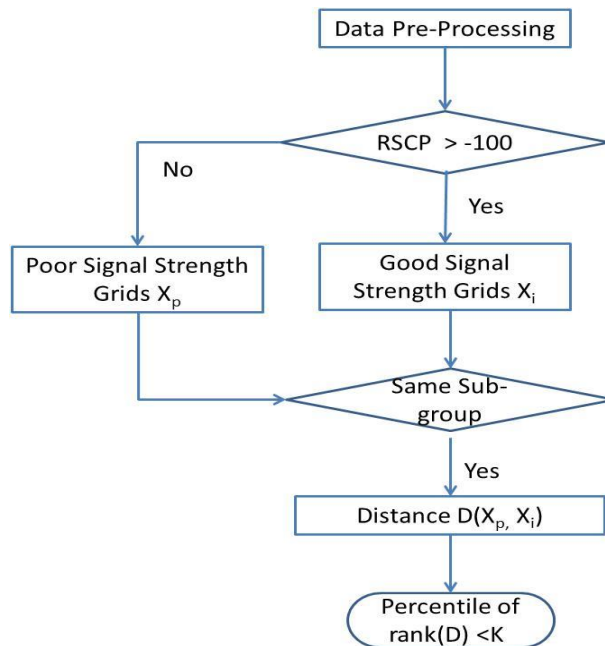 Data Pre-Processing
RSCP > -100
No
Yes
Poor Signal Strength
Grids Xp
Good Signal
Strength Grids Xi
Same Sub-
group
Yes
Distance D(Xp, Xi)
Percentile of
rank(D) <K